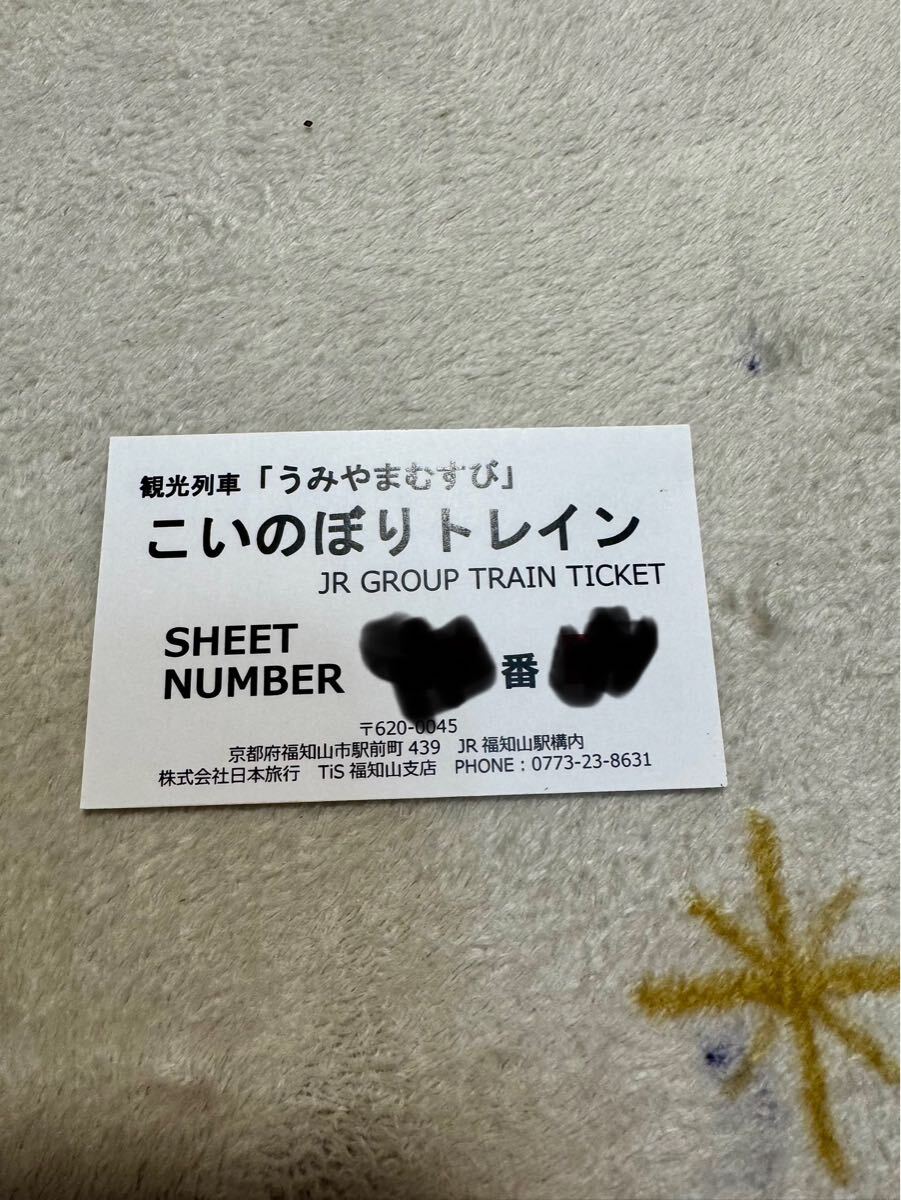 観光列車「うみやまむすび」
こいのぼりトレイン
JR GROUP TRAIN TICKET
SHEET
NUMBER 番
〒620-0045
京都府福知山市駅前町 439 JR 福知山駅構内
株式会社日本旅行 TiS 福知山支店 PHONE：0773-23-8631